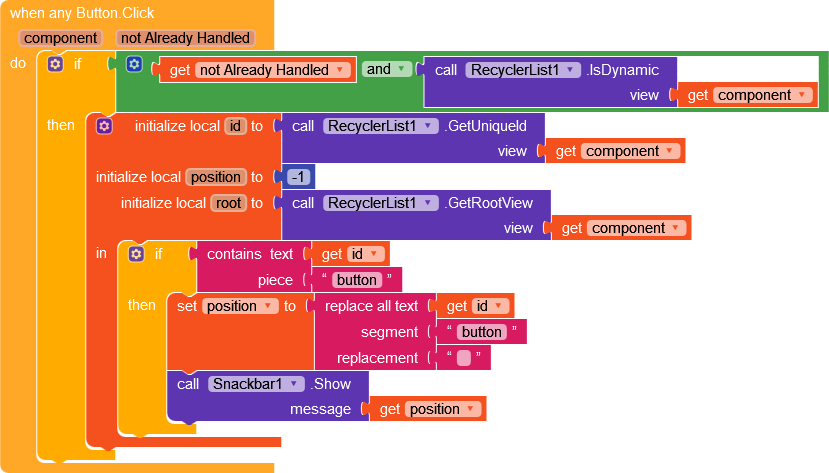 when any Button.Click
component not Already Handled
do if get not Already Handled and call RecyclerList1 .IsDynamic
view get component
then initialize local id to call RecyclerList1 .GetUniqueId
view get component
initialize local position to -1
initialize local root to call RecyclerList1 .GetRootView
view get component
in if contains text get id
piece “ button ”
then set position to replace all text get id
segment “ button ”
replacement “ ”
call Snackbar1 .Show
message get position